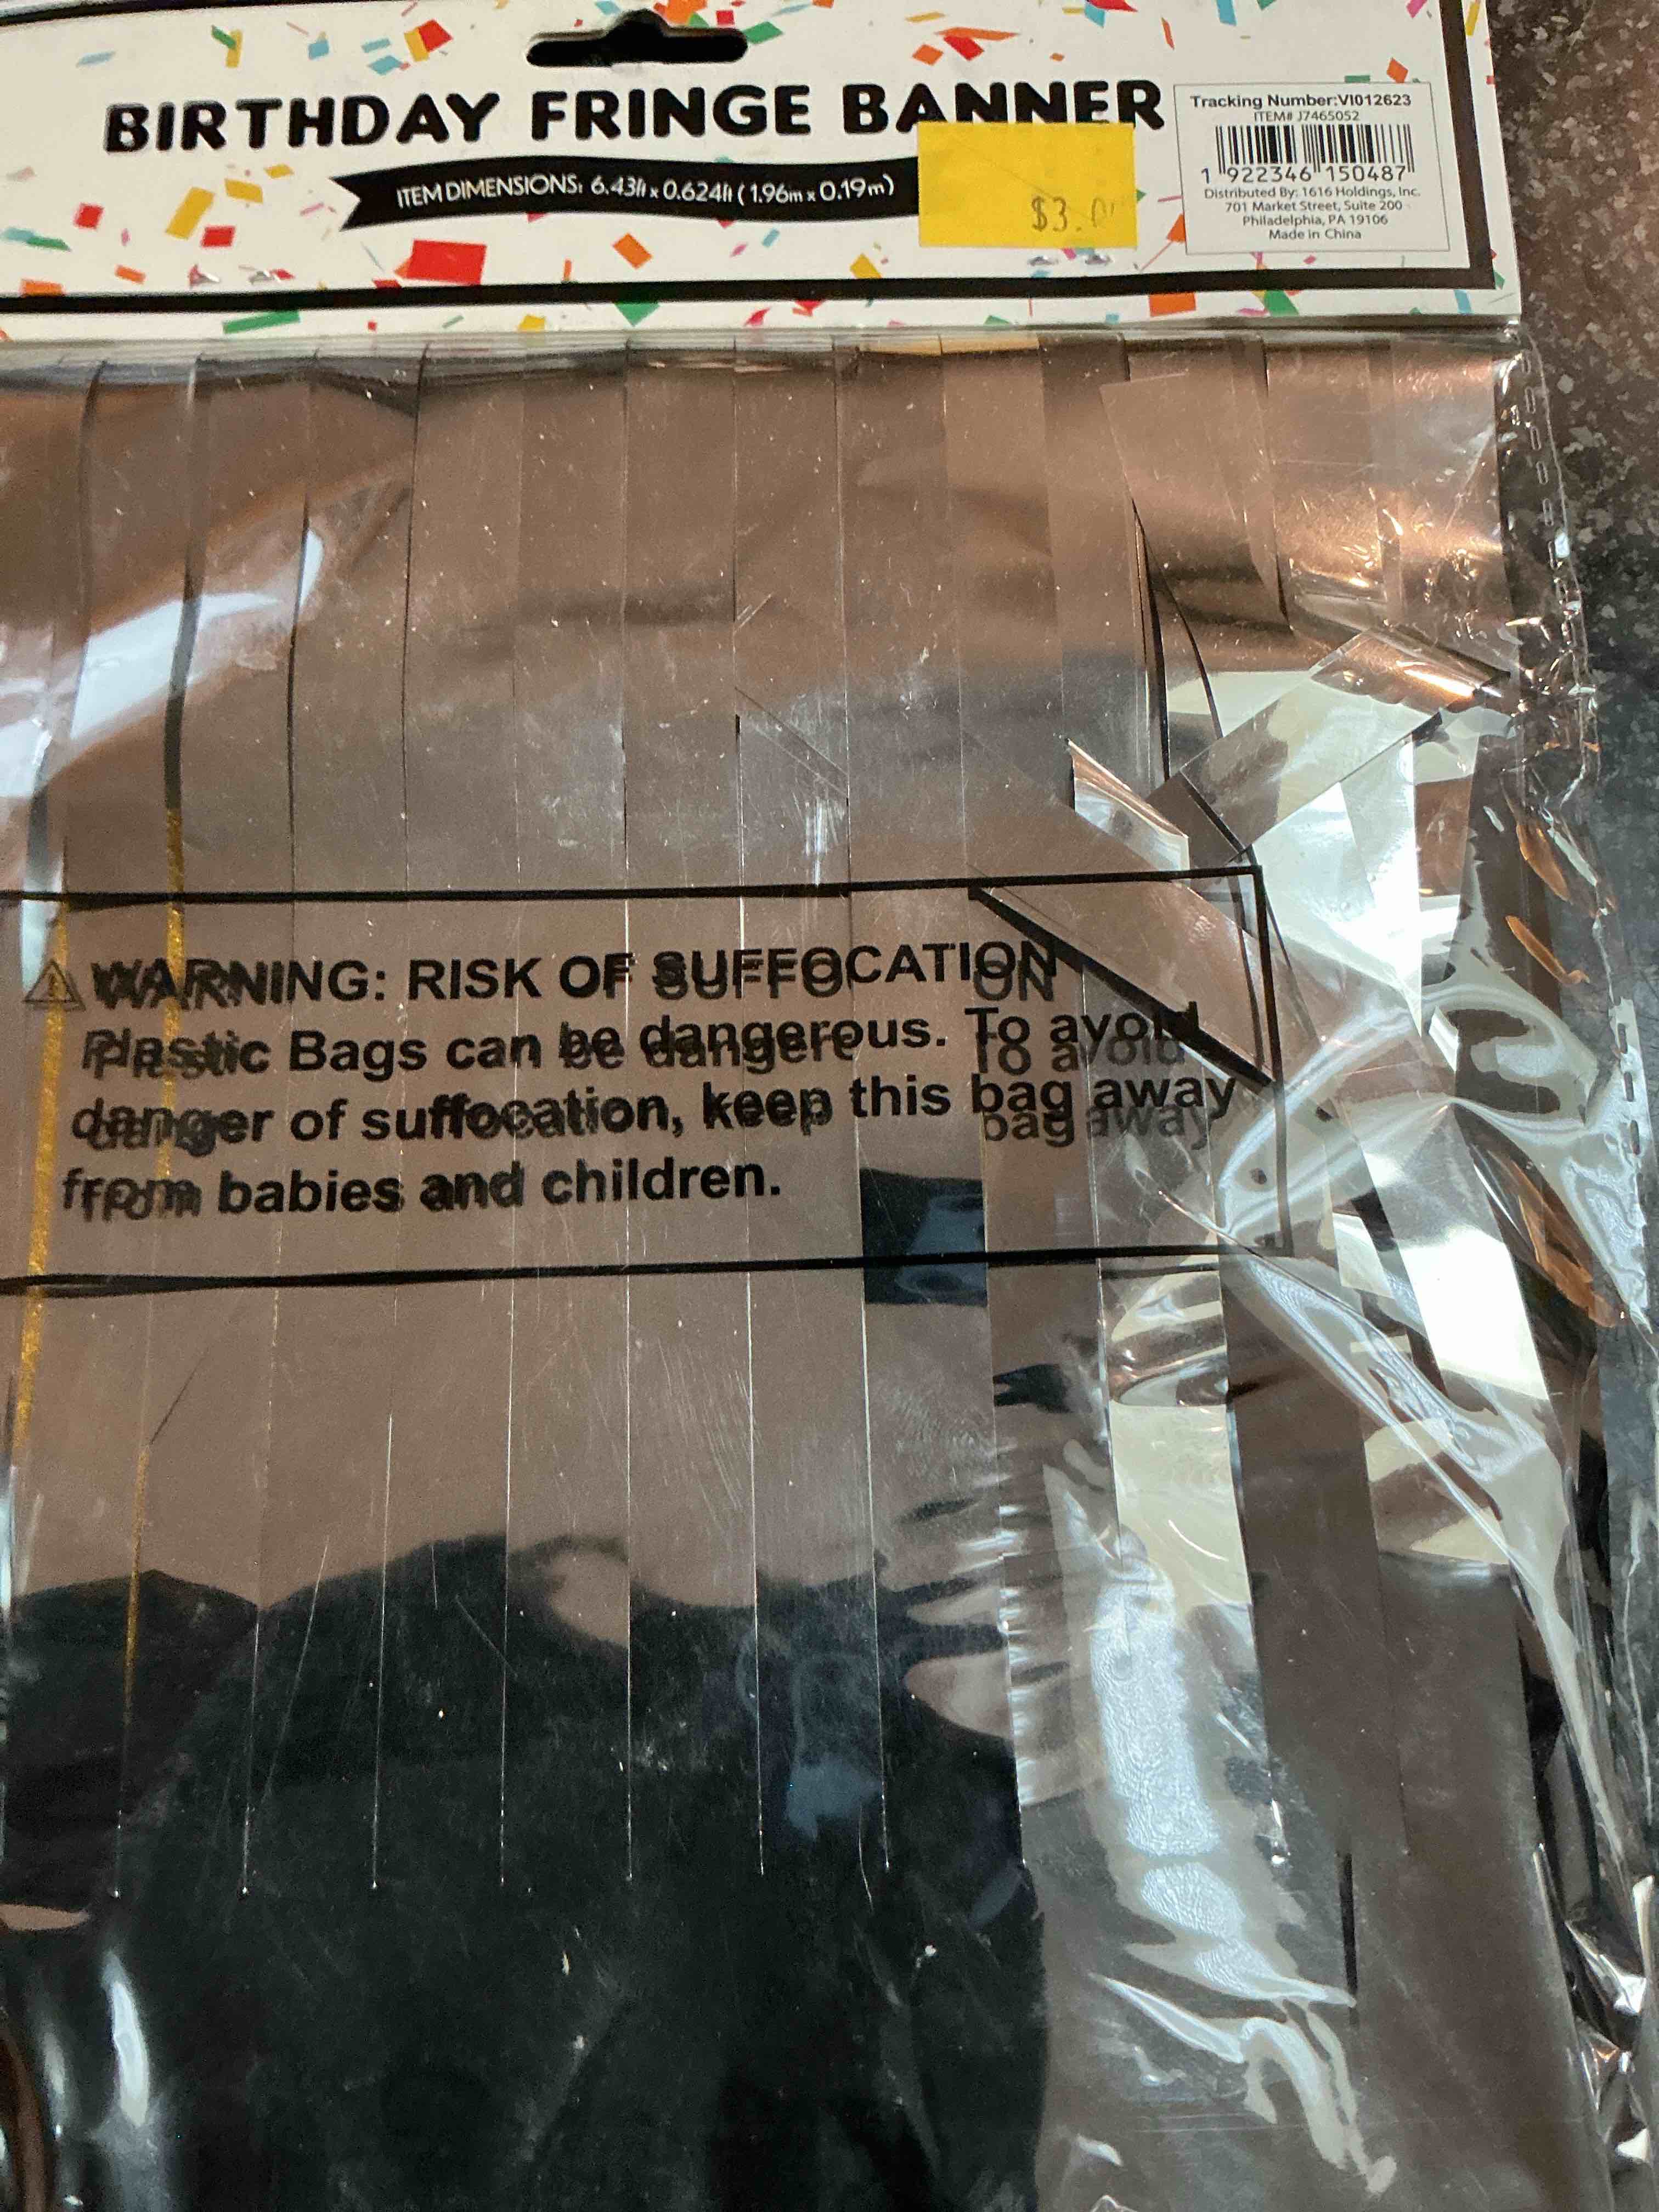 BIRTHDAY FRINGE BANNER
ITEM DIMENSIONS: 6.43ft x 0.624ft (1.96m x 0.19m)
$3.0
Tracking Number:VI012623
ITEM# J7465052
1 922346 150487
Distributed By: 1616 Holdings, Inc.
701 Market Street, Suite 200
Philadelphia, PA 19106
Made in China
WARNING: RISK OF SUFFOCATION
Plastic Bags can be dangerous. To avoid
danger of suffocation, keep this bag away
from babies and children.